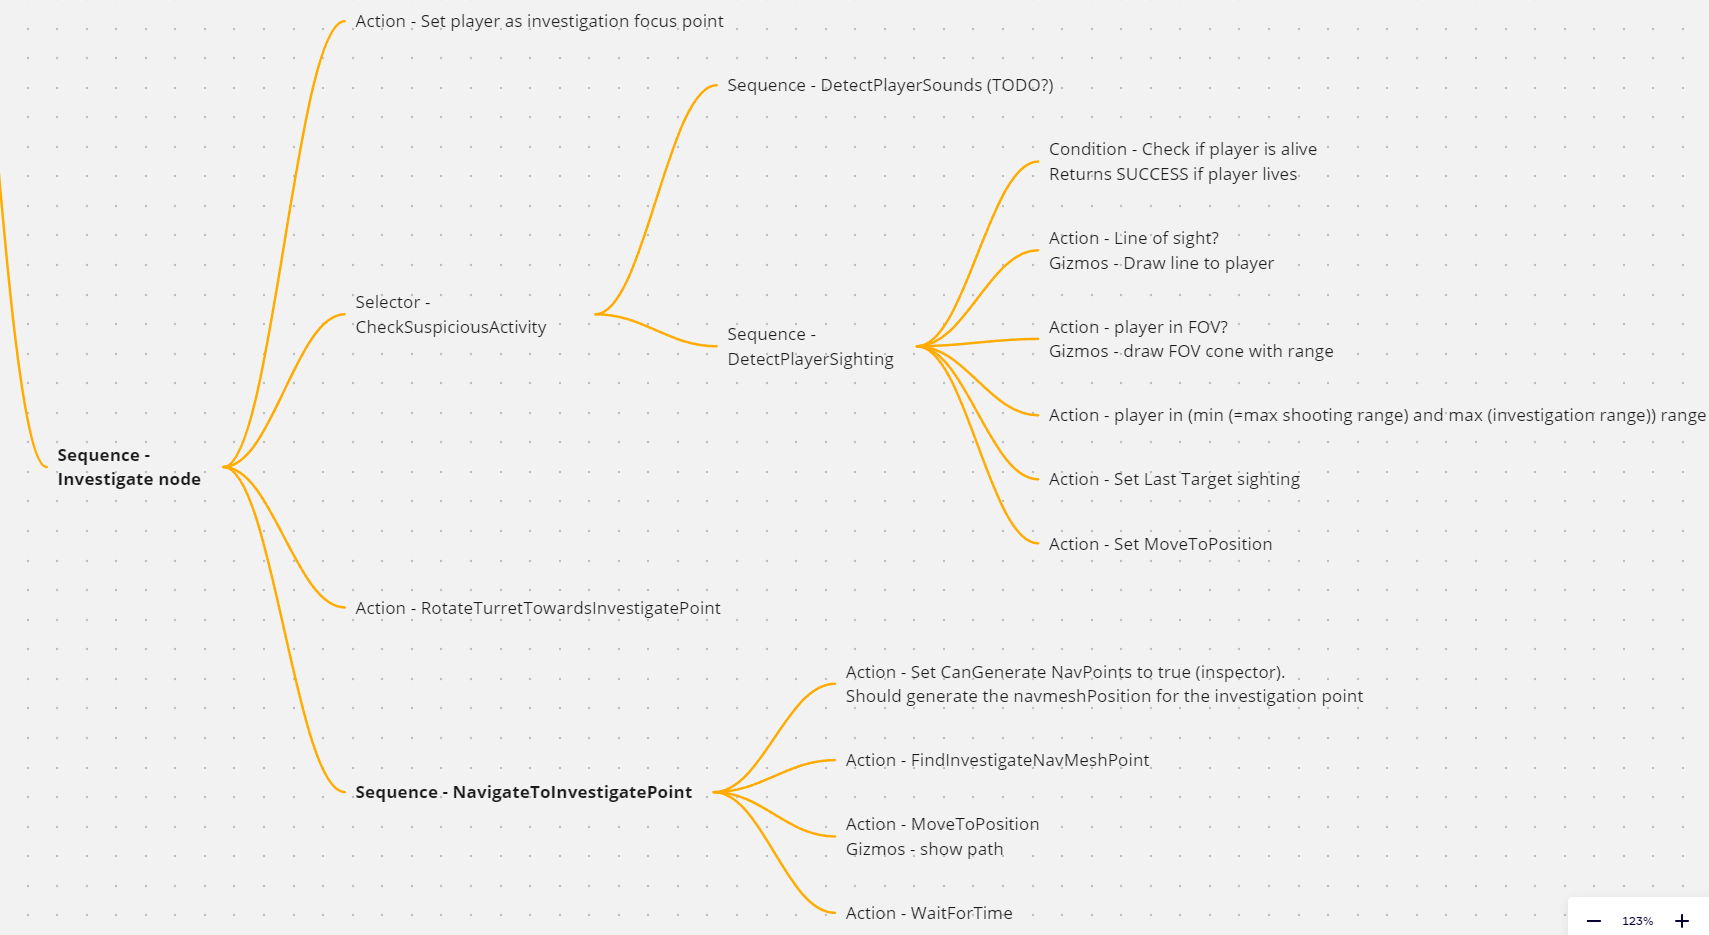 Action - Set player as investigation focus point
Sequence - DetectPlayerSounds (TODO?)
Condition - Check if player is alive
Returns SUCCESS if player lives
Action - Line of sight?
Gizmos - Draw line to player
Selector -
CheckSuspiciousActivity
Sequence -
DetectPlayerSighting
Action - player in FOV?
Gizmos - draw FOV cone with range
Action - player in (min (=max shooting range) and max (investigation range)) range
Sequence -
Investigate node
Action - Set Last Target sighting
Action - Set MoveToPosition
Action - RotateTurretTowardsInvestigatePoint
Action - Set CanGenerate NavPoints to true (inspector).
Should generate the navmeshPosition for the investigation point
Action - FindInvestigateNavMeshPoint
Sequence - NavigateToInvestigatePoint
Action - MoveToPosition
Gizmos - show path
Action - WaitForTime
123%